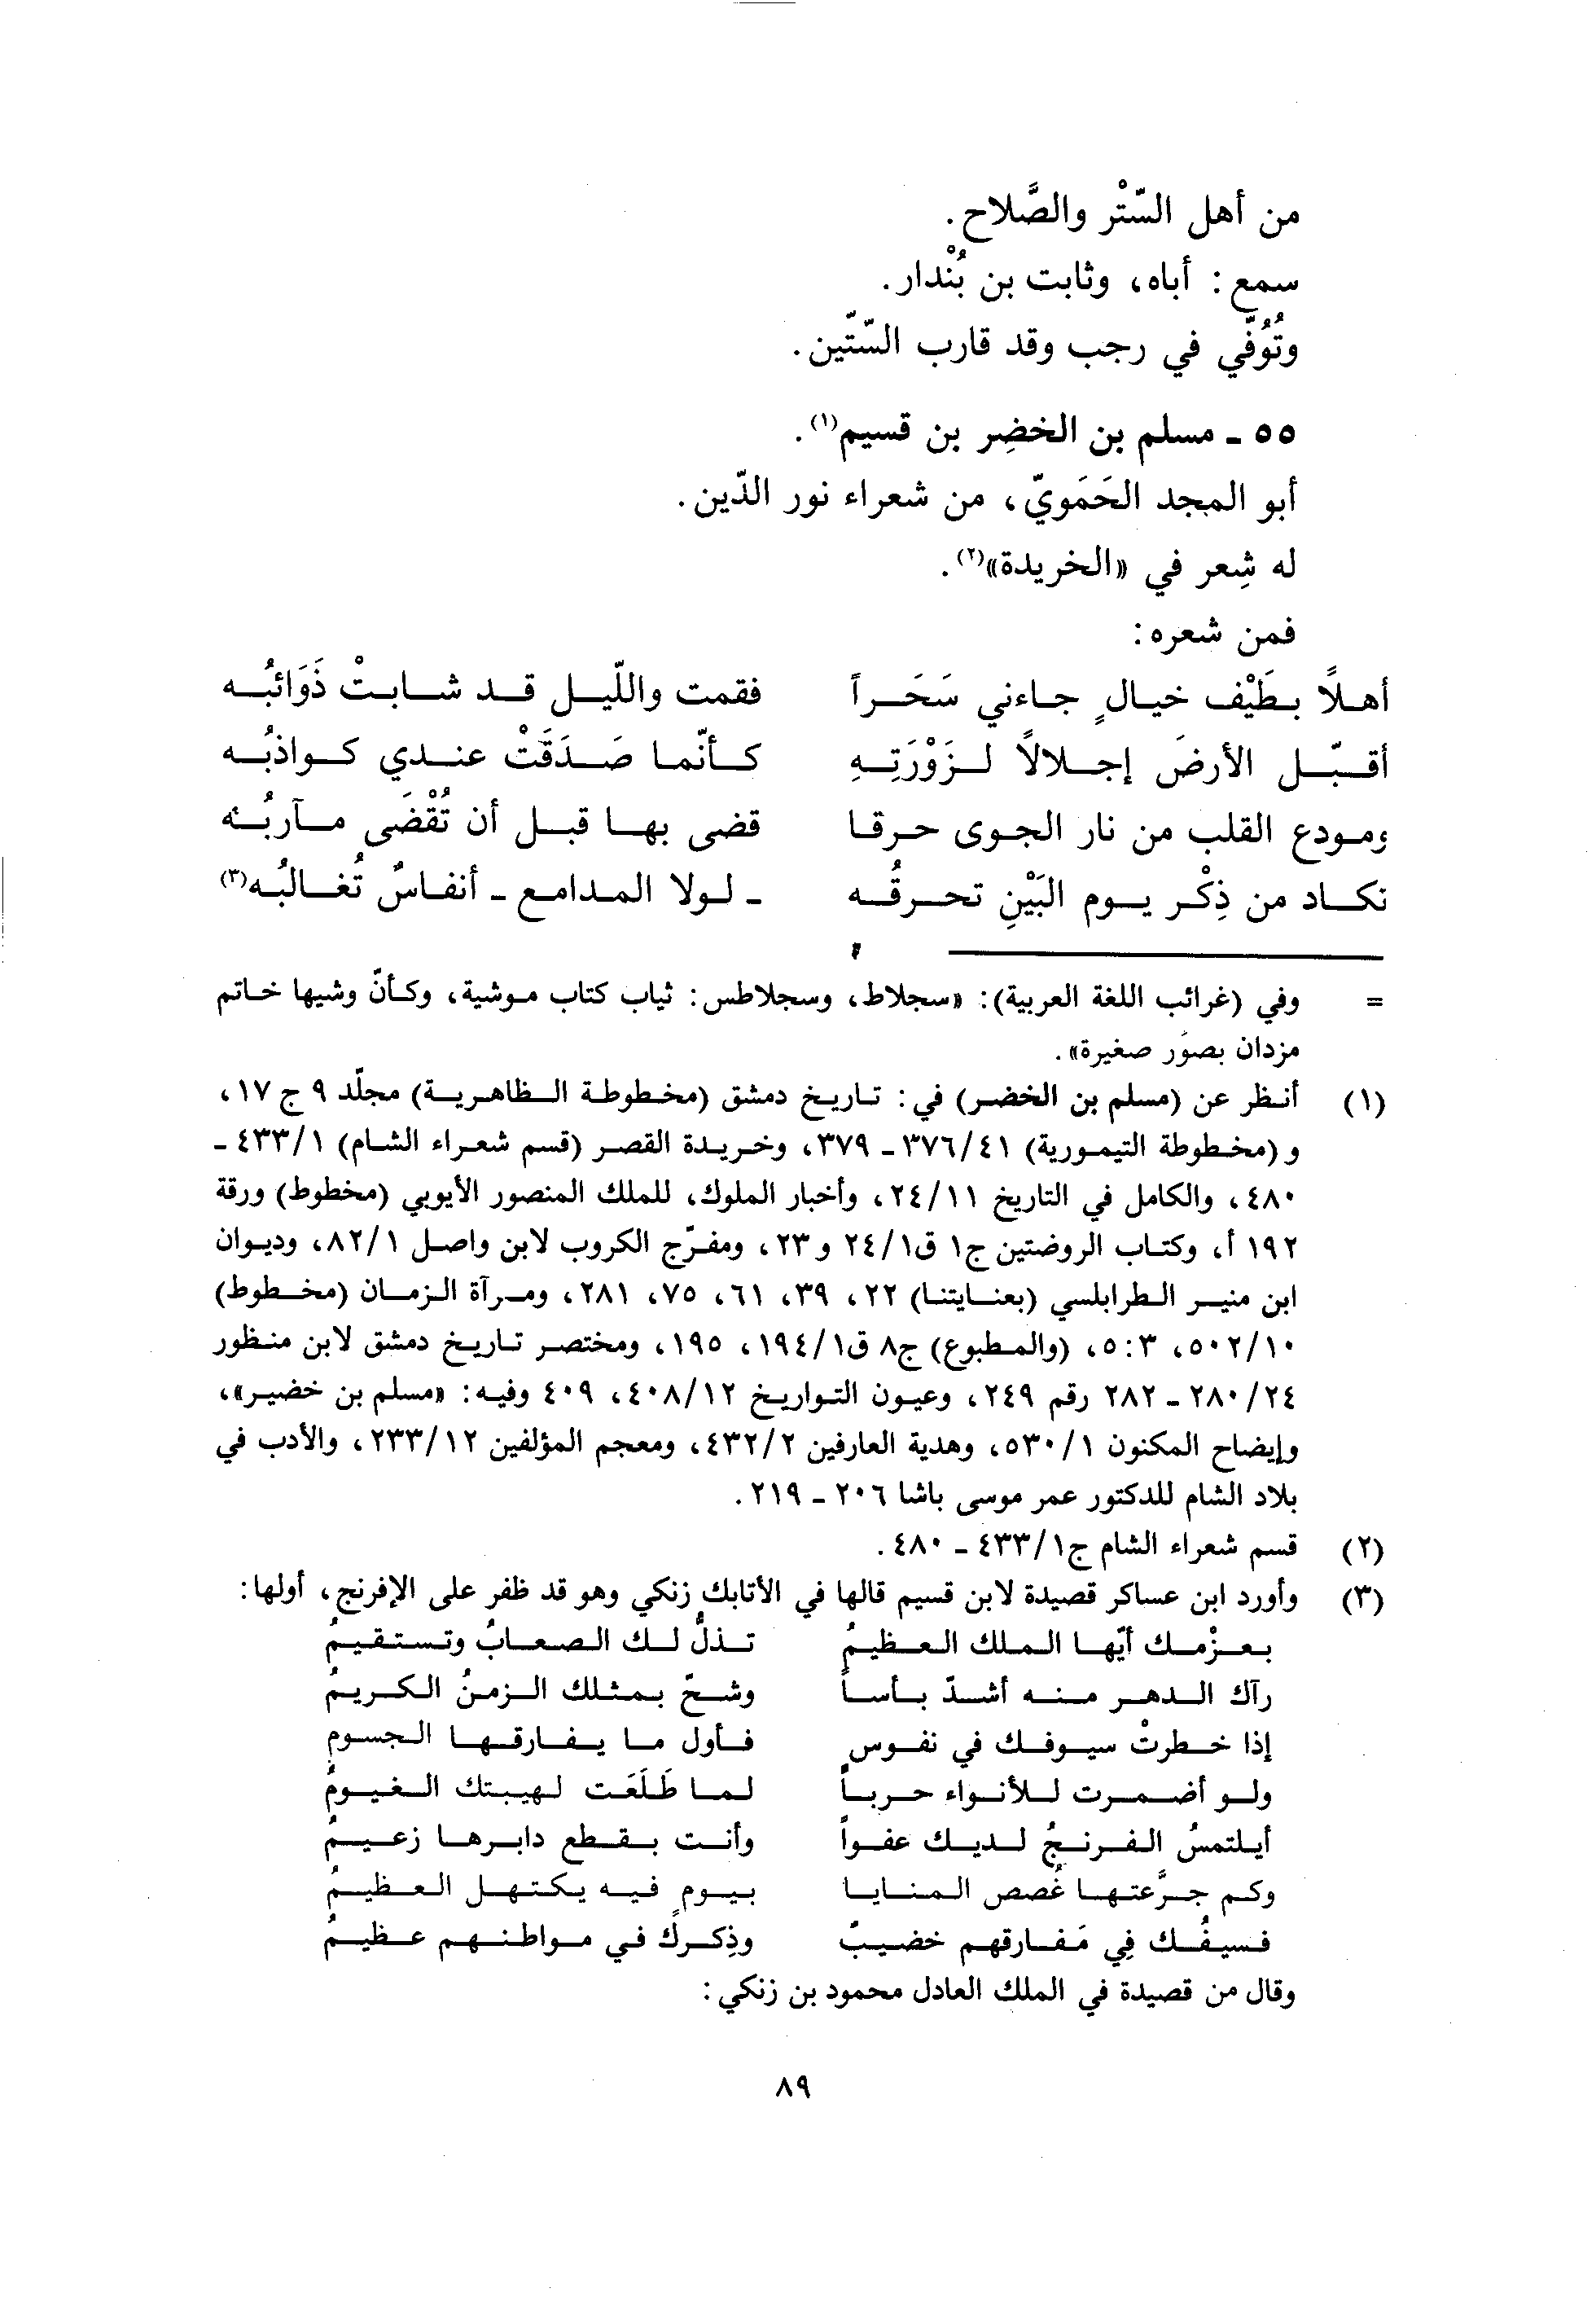 من أهل السّتْر والصَّلاح.
سمع: أباه، وثابت بن بُنْدار.
وتُوُفّي في رجب وقد قارب السّتّين.
٥٥ ـ مسلم بن الخضِر بن قسيم(١).
أبو المجد الحَمَويّ، من شعراء نور الدّين.
له شِعر في «الخريدة»(٢).
فمن شعره:
أهلاً بطَيْف خيالٍ جاءني سَحَراً فقمت واللّيل قد شابتْ ذَوَائبُه
أقبّل الأرضَ إجلالاً لزَوْرَتِهِ كأنّما صَدَقَتْ عندي كواذبُه
ومودع القلب من نار الجوى حرقا قضى بها قبل أن تُقْضَى مآربُه
تكاد من ذِكْر يوم البَيْنِ تحرقُه ـ لولا المدامع ـ أنفاسٌ تُغالبُه(٣)
= وفي (غرائب اللغة العربية): «سجلاط، وسجلاطس: ثياب كتاب موشية، وكأنّ وشيها خاتم
مزدان بصوَر صغيرة».
(١) أنظر عن (مسلم بن الخضر) في: تاريخ دمشق (مخطوطة الظاهرية) مجلّد ٩ ج ١٧،
و (مخطوطة التيمورية) ٤١/ ٣٧٦ ـ ٣٧٩، وخريدة القصر (قسم شعراء الشام) ١/ ٤٣٣ ـ
٤٨٠، والكامل في التاريخ ١١/ ٢٤، وأخبار الملوك، للملك المنصور الأيوبي (مخطوط) ورقة
١٩٢ أ، وكتاب الروضتين ج١ ق١/ ٢٤ و ٢٣، ومفرّج الكروب لابن واصل ١/ ٨٢، وديوان
ابن منير الطرابلسي (بعنايتنا) ٢٢، ٣٩، ٦١، ٧٥، ٢٨١، ومرآة الزمان (مخطوط)
١٠/ ٥٠٢، ٥:٣، (والمطبوع) ج٨ ق١/ ١٩٤، ١٩٥، ومختصر تاريخ دمشق لابن منظور
٢٤/ ٢٨٠ ـ ٢٨٢ رقم ٢٤٩، وعيون التواريخ ١٢/ ٤٠٨، ٤٠٩ وفيه: «مسلم بن خضير»،
وإيضاح المكنون ١/ ٥٣٠، وهدية العارفين ٢/ ٤٣٢، ومعجم المؤلفين ١٢/ ٢٣٣، والأدب في
بلاد الشام للدكتور عمر موسى باشا ٢٠٦ ـ ٢١٩.
(٢) قسم شعراء الشام ج١/ ٤٣٣ ـ ٤٨٠.
(٣) وأورد ابن عساكر قصيدة لابن قسيم قالها في الأتابك زنكي وهو قد ظفر على الإفرنج، أولها:
بعزْمك أيّها الملك العظيمُ تذلُّ لك الصعابُ وتستقيمُ
رآك الدهر منه أشدّ بأساً وشحّ بمثلك الزمنُ الكريمُ
إذا خطرتْ سيوفك في نفوسٍ فأول ما يفارقها الجسومِ
ولو أضمرت للأنواء حرباً لما طَلَعَت لهيبتك الغيومُ
أيلتمسُ الفرنجُ لديك عفواً وأنت بقطع دابرها زعيمُ
وكم جرَّعتها غُصص المنايا بيومٍ فيه يكتهل العظيمُ
فسيفُك فِي مَفارقهم خضيبٌ وذِكرك في مواطنهم عظيمُ
وقال من قصيدة في الملك العادل محمود بن زنكي:
٨٩